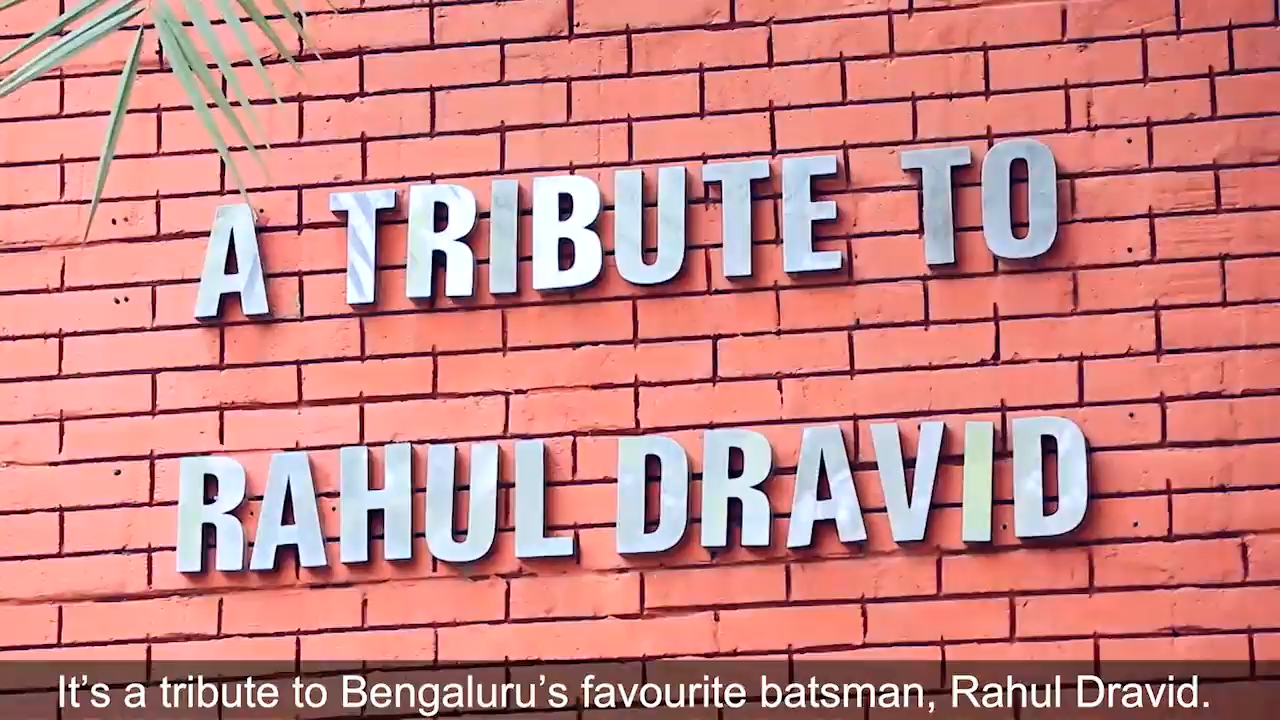 A TRIBUTE TO
RAHUL DRAVID
It’s a tribute to Bengaluru’s favourite batsman, Rahul Dravid.